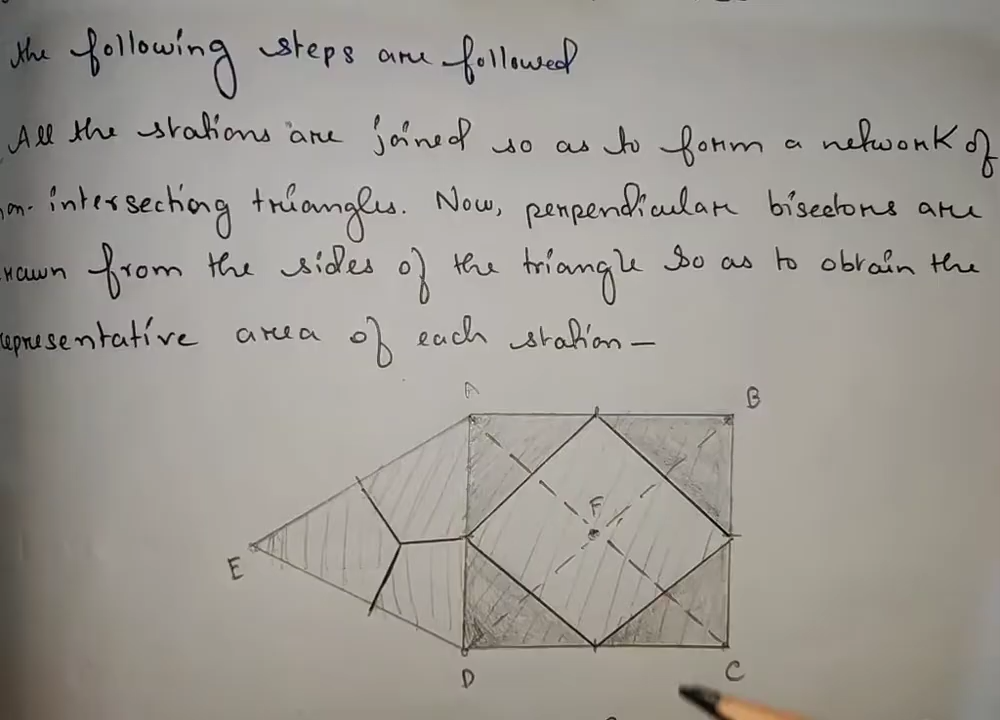 the following steps are followed
All the stations are joined so as to form a network of
non-intersecting triangles. Now, perpendicular bisectors are
drawn from the sides of the triangle so as to obtain the
representative area of each station—
A
B
F
E
D
C